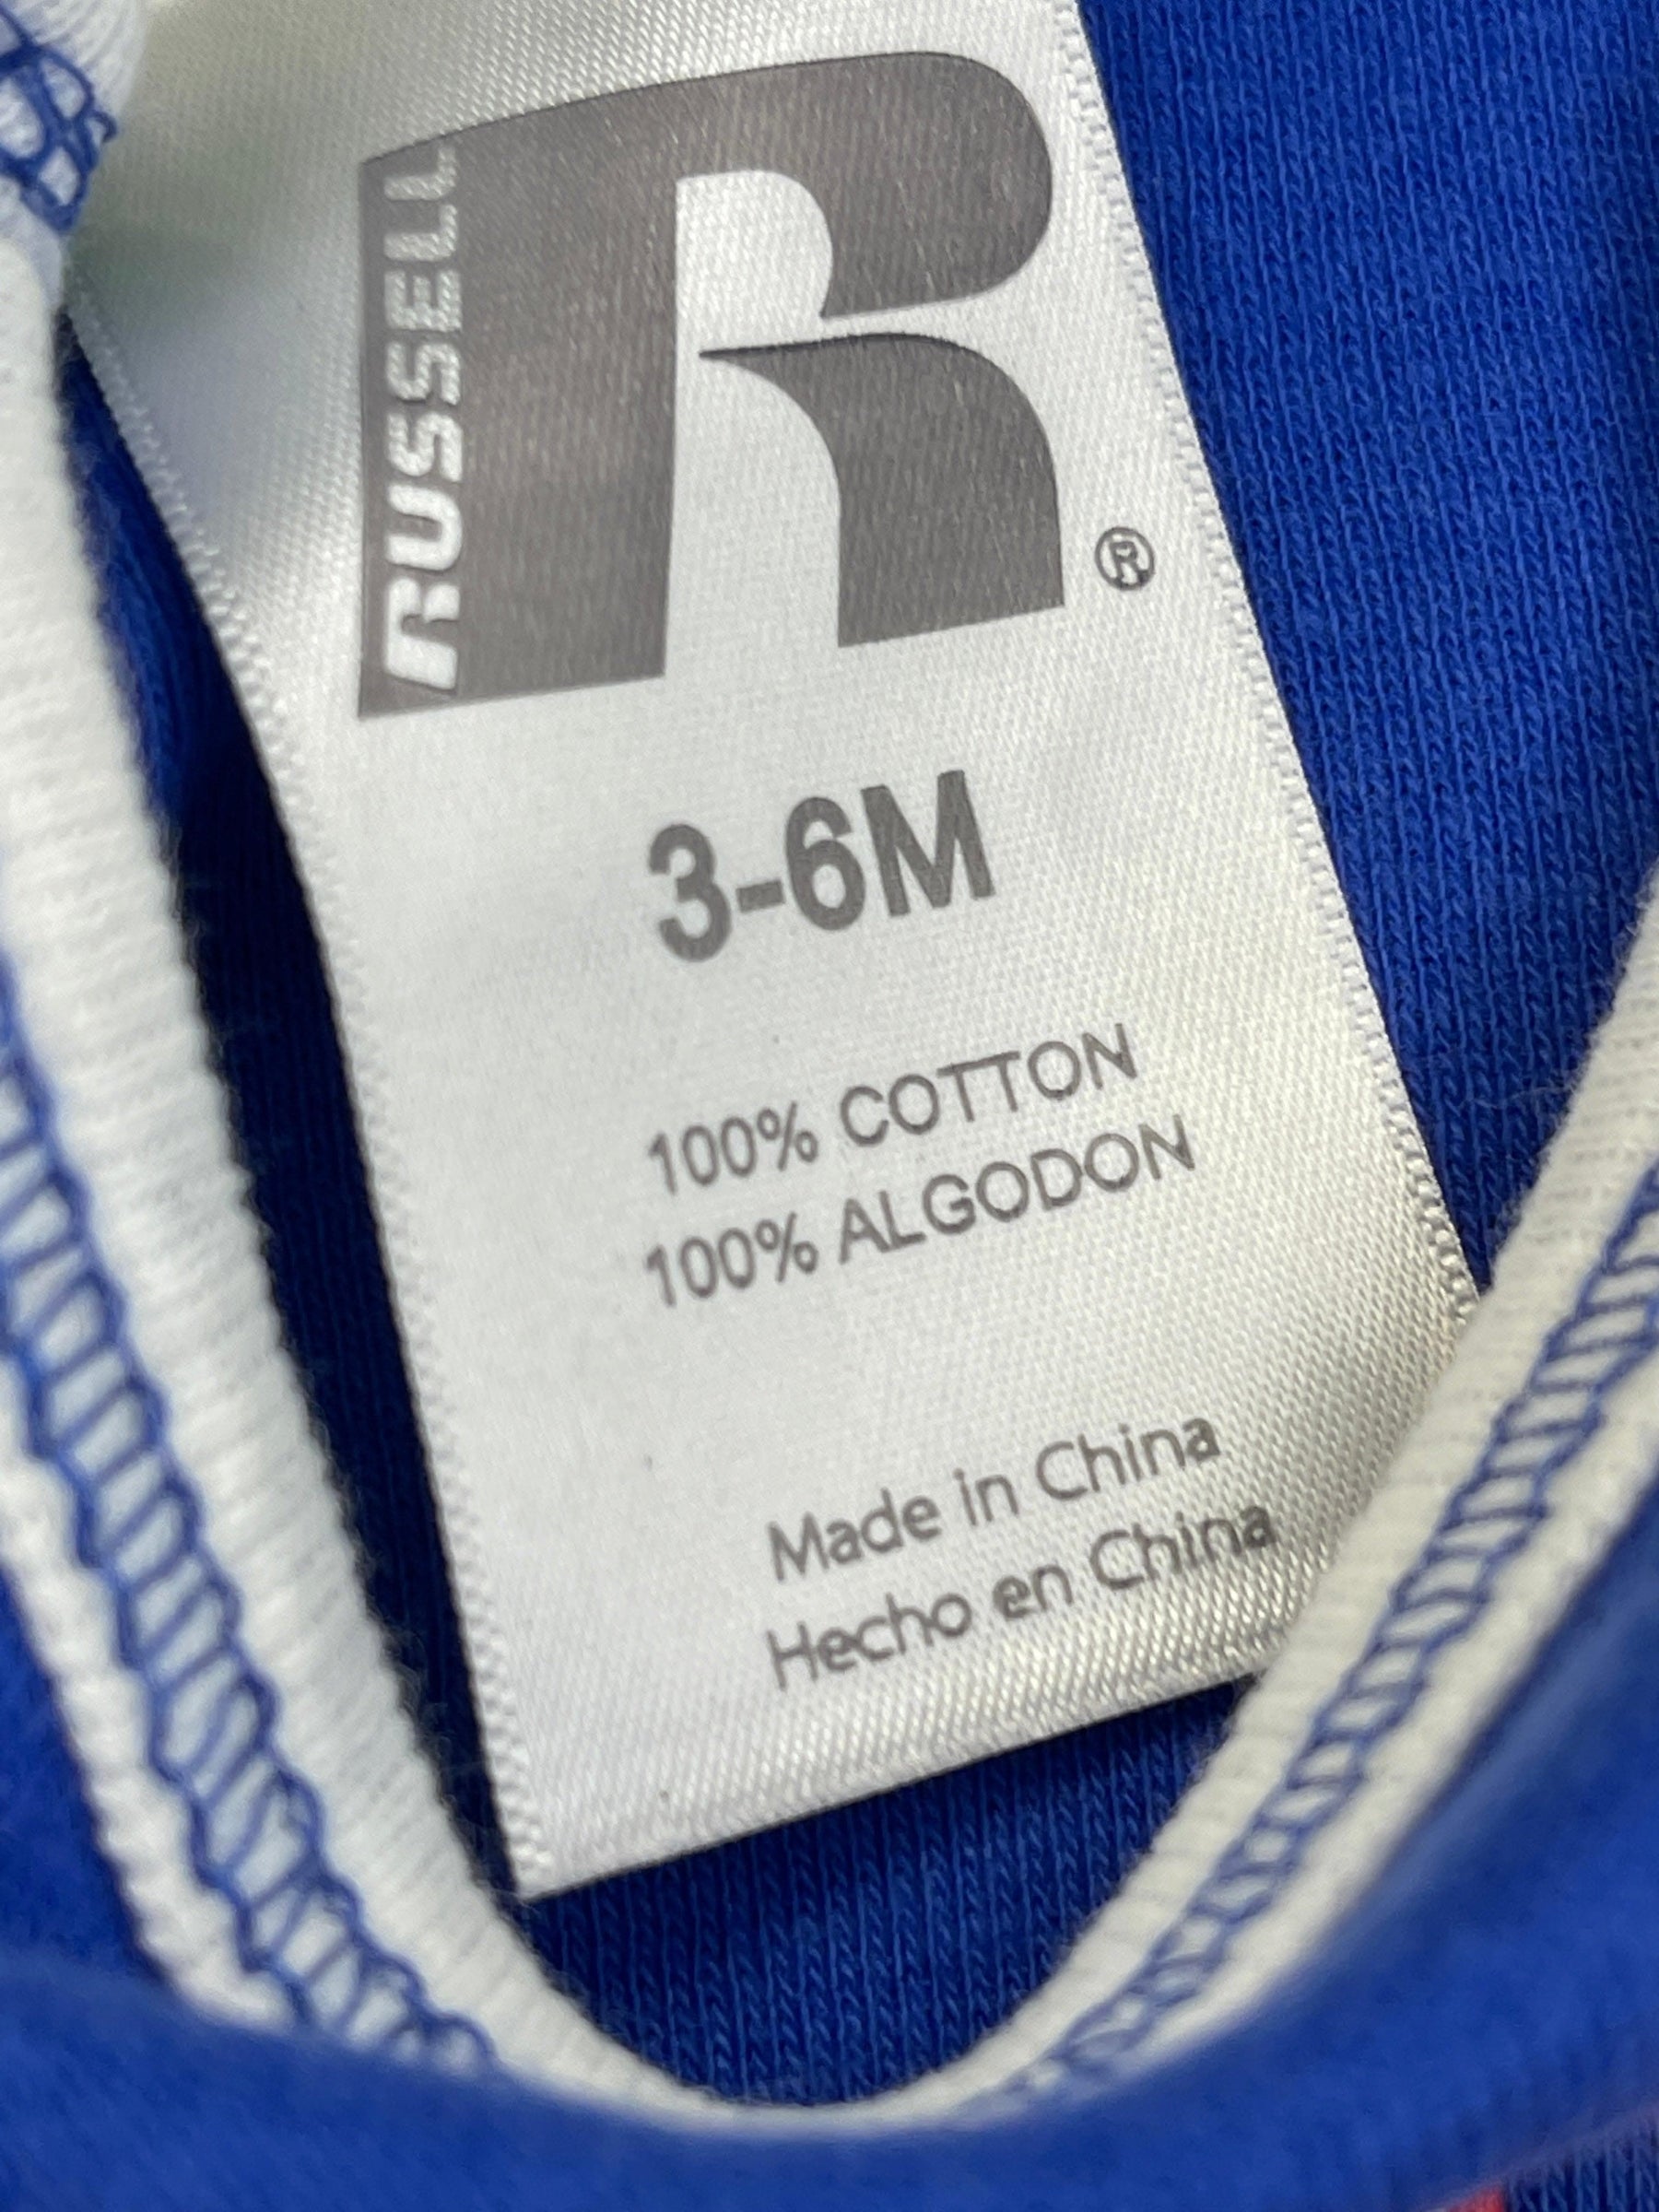 RUSSELL
R
®
3-6M
100% COTTON
100% ALGODON
Made in China
Hecho en China